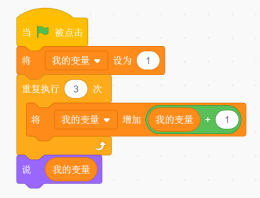 当 被点击
将 我的变量 设为 1
重复执行 3 次
将 我的变量 增加 我的变量 + 1
说 我的变量